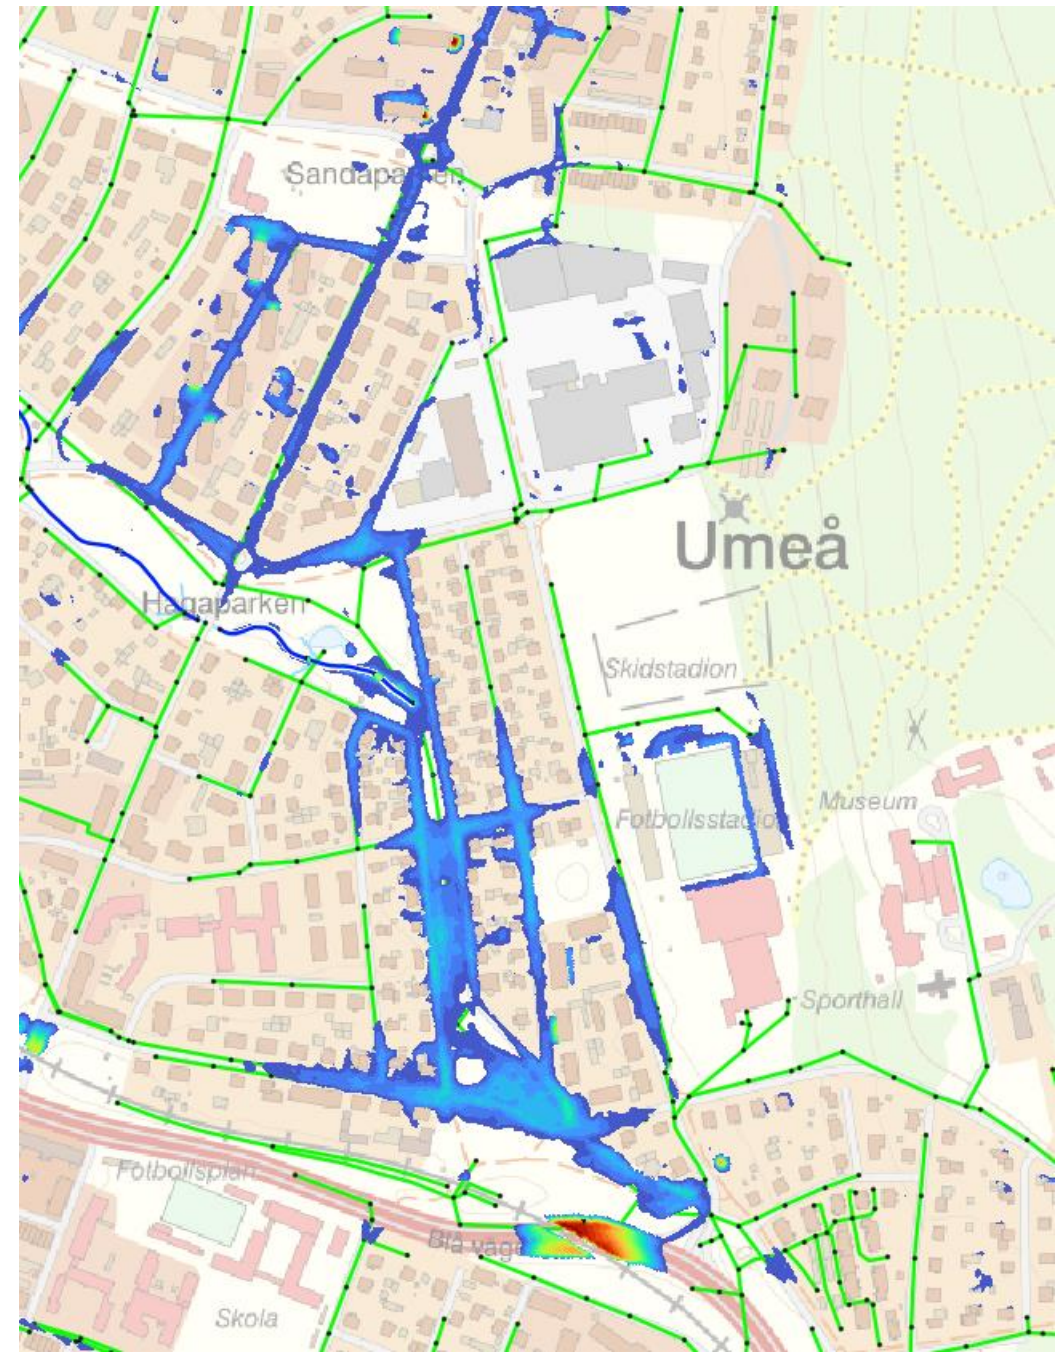 Sandaparken
Umeå
Hagaparken
Skidstadion
Museum
Fotbollsstadion
Sporthall
Fotbollsplan
Blå vägen
Skola